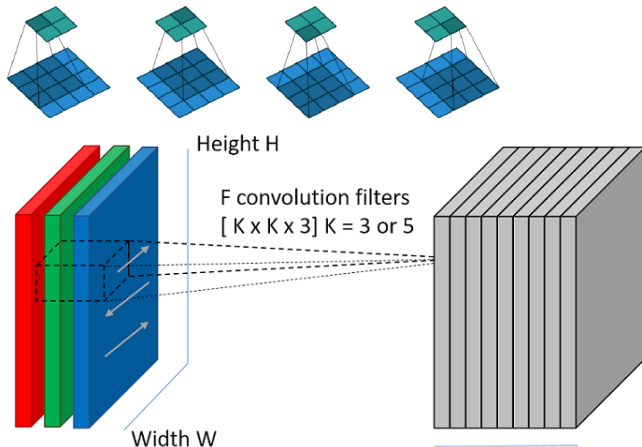 Height H
F convolution filters
[ K x K x 3] K = 3 or 5
Width W